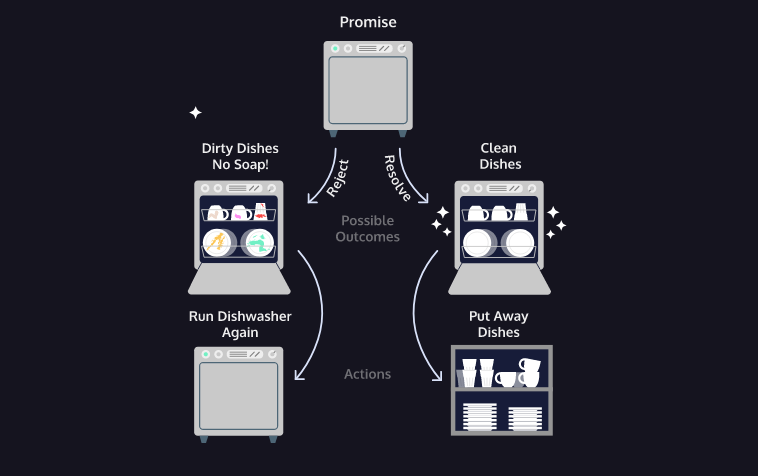 Promise
Dirty Dishes
No Soap!
Clean
Dishes
Reject
Resolve
Possible
Outcomes
Run Dishwasher
Again
Put Away
Dishes
Actions